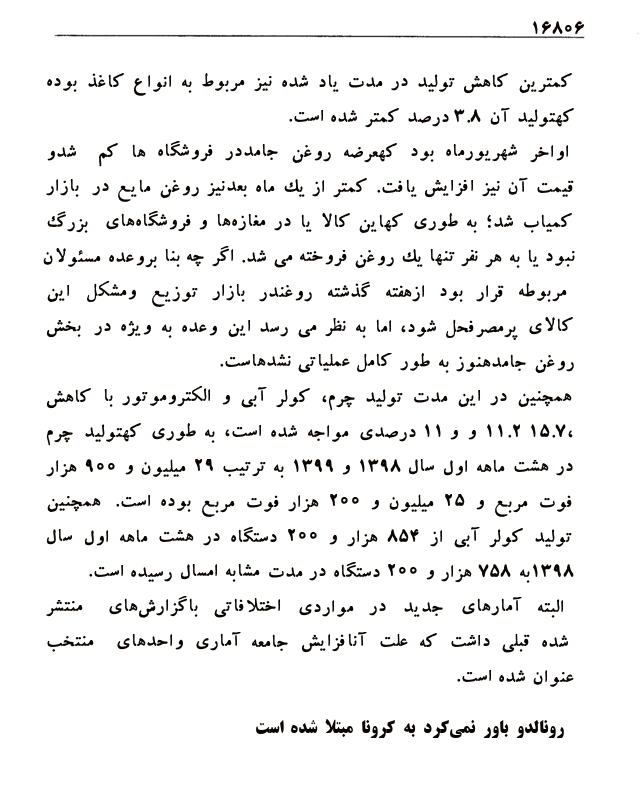 ۱۶۸۰۶
کمترین کاهش تولید در مدت یاد شده نیز مربوط به انواع کاغذ بوده
کهتولید آن ۳.۸ درصد کمتر شده است.
اواخر شهریورماه بود کهعرضه روغن جامددر فروشگاه ها کم شدو
قیمت آن نیز افزایش یافت. کمتر از یك ماه بعدنیز روغن مایع در بازار
کمیاب شد؛ به طوری کهاین کالا یا در مغازه‌ها و فروشگاه‌های بزرگ
نبود یا به هر نفر تنها یك روغن فروخته می شد. اگر چه بنا بروعده مسئولان
مربوطه قرار بود ازهفته گذشته روغندر بازار توزیع ومشکل این
کالای پرمصرفحل شود، اما به نظر می رسد این وعده به ویژه در بخش
روغن جامدهنوز به طور کامل عملیاتی نشدهاست.
همچنین در این مدت تولید چرم، کولر آبی و الکتروموتور با کاهش
،۱۵.۷ ۱۱.۲ و و ۱۱ درصدی مواجه شده است، به طوری کهتولید چرم
در هشت ماهه اول سال ۱۳۹۸ و ۱۳۹۹ به ترتیب ۲۹ میلیون و ۹۰۰ هزار
فوت مربع و ۲۵ میلیون و ۲۰۰ هزار فوت مربع بوده است. همچنین
تولید کولر آبی از ۸۵۴ هزار و ۲۰۰ دستگاه در هشت ماهه اول سال
۱۳۹۸به ۷۵۸ هزار و ۲۰۰ دستگاه در مدت مشابه امسال رسیده است.
البته آمارهای جدید در مواردی اختلافاتی باگزارش‌های منتشر
شده قبلی داشت که علت آنافزایش جامعه آماری واحدهای منتخب
عنوان شده است.
رونالدو باور نمی‌کرد به کرونا مبتلا شده است